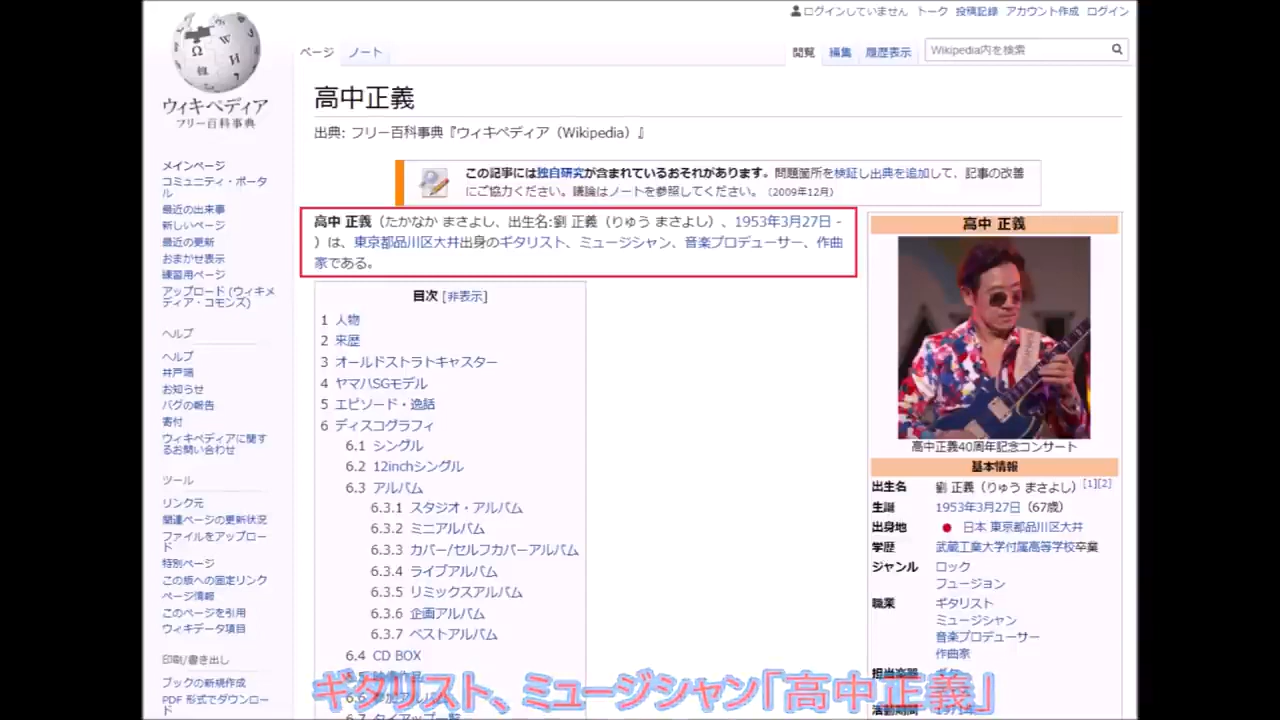 ログインしていません トーク 投稿記録 アカウント作成 ログイン
ページ ノート 閲覧 編集 履歴表示 Wikipedia内を検索
ウィキペディア
フリー百科事典
メインページ
コミュニティ・ポータ
ル
最近の出来事
新しいページ
最近の更新
おまかせ表示
練習用ページ
アップロード (ウィキメ
ディア・コモンズ)
ヘルプ
ヘルプ
井戸端
お知らせ
バグの報告
寄付
ウィキペディアに関す
るお問い合わせ
ツール
リンク元
関連ページの更新状況
ファイルをアップロー
ド
特別ページ
この版への固定リンク
ページ情報
このページを引用
ウィキデータ項目
印刷/書き出し
ブックの新規作成
PDF 形式でダウンロー
ド
高中正義
出典: フリー百科事典『ウィキペディア（Wikipedia）』
この記事には独自研究が含まれているおそれがあります。問題箇所を検証し出典を追加して、記事の改善
にご協力ください。議論はノートを参照してください。（2009年12月）
高中 正義（たかなか まさよし、出生名:劉 正義（りゅう まさよし）、1953年3月27日 -
）は、東京都品川区大井出身のギタリスト、ミュージシャン、音楽プロデューサー、作曲
家である。
目次 [非表示]
1 人物
2 来歴
3 オールドストラトキャスター
4 ヤマハSGモデル
5 エピソード・逸話
6 ディスコグラフィ
6.1 シングル
6.2 12inchシングル
6.3 アルバム
6.3.1 スタジオ・アルバム
6.3.2 ミニアルバム
6.3.3 カバー/セルフカバーアルバム
6.3.4 ライブアルバム
6.3.5 リミックスアルバム
6.3.6 企画アルバム
6.3.7 ベストアルバム
6.4 CD BOX
高中 正義
高中正義40周年記念コンサート
基本情報
出生名 劉 正義（りゅう まさよし）[1][2]
生誕 1953年3月27日（67歳）
出身地 日本 東京都品川区大井
学歴 武蔵工業大学付属高等学校卒業
ジャンル ロック
フュージョン
職業 ギタリスト
ミュージシャン
音楽プロデューサー
作曲家
担当楽器
活動期間
ギタリスト、ミュージシャン「高中正義」